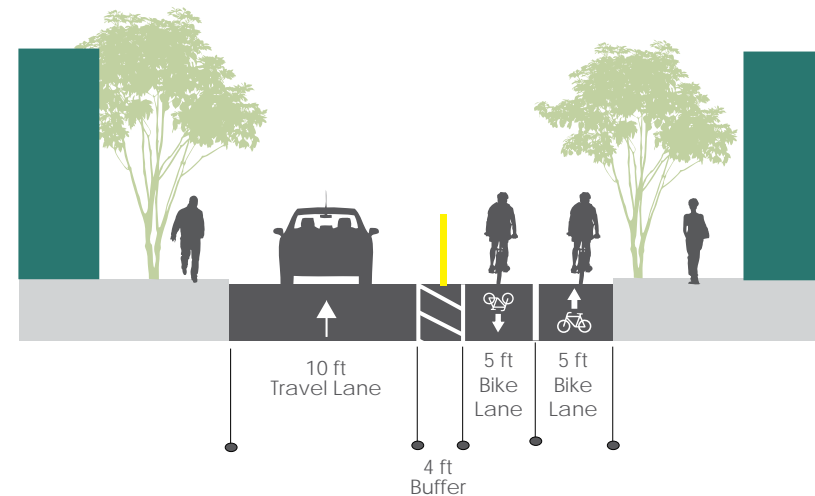 10 ft
Travel Lane
5 ft
Bike
Lane
5 ft
Bike
Lane
4 ft
Buffer